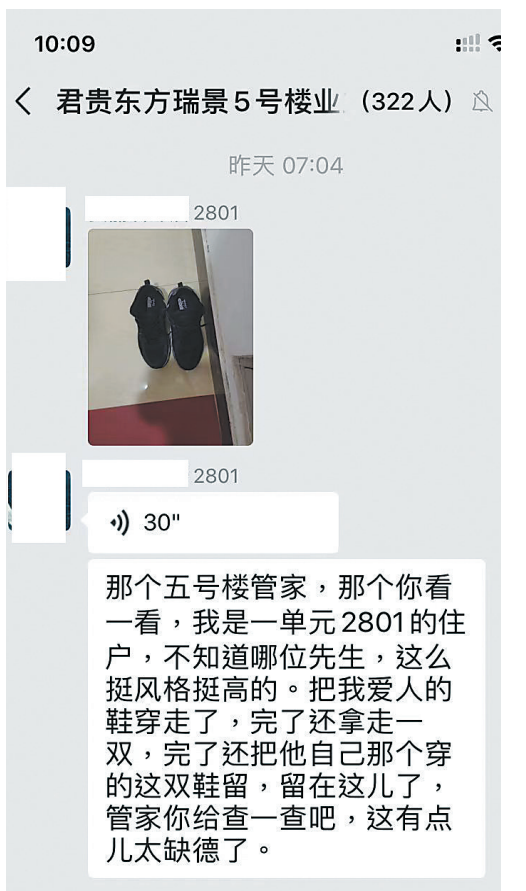 10:09
君贵东方瑞景5号楼业 (322人)
昨天 07:04
2801
2801
30"
那个五号楼管家，那个你看
一看，我是一单元2801的住
户，不知道哪位先生，这么
挺风格挺高的。把我爱人的
鞋穿走了，完了还拿走一
双，完了还把他自己那个穿
的这双鞋留，留在这儿了，
管家你给查一查吧，这有点
儿太缺德了。